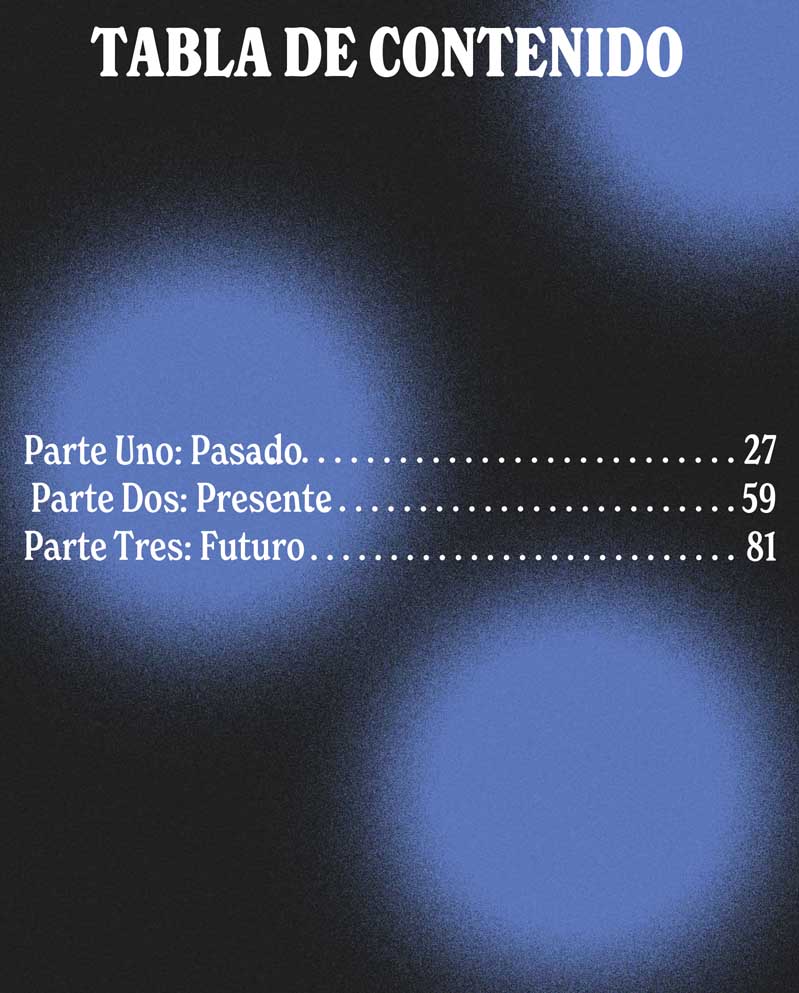 TABLA DE CONTENIDO
Parte Uno: Pasado. . . . . . . . . . . . . . . . . . . . . . . . . . . . 27
Parte Dos: Presente . . . . . . . . . . . . . . . . . . . . . . . . . 59
Parte Tres: Futuro . . . . . . . . . . . . . . . . . . . . . . . . . . . 81